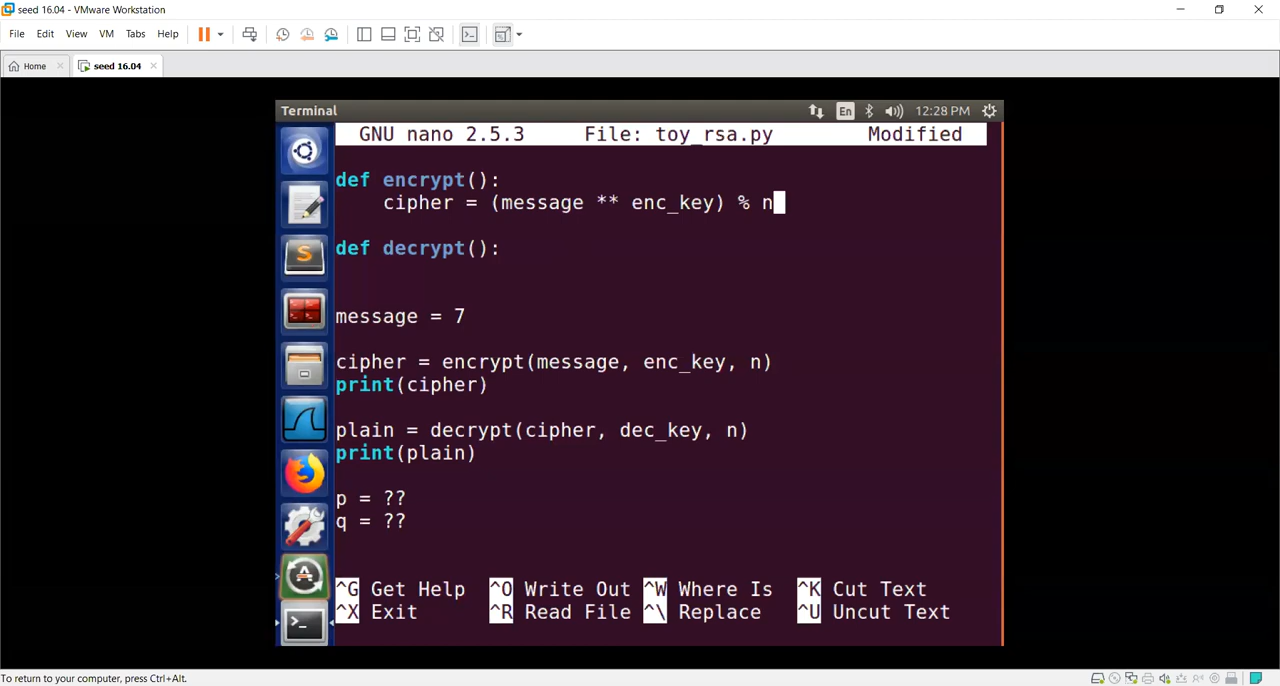 seed 16.04 - VMware Workstation
File Edit View VM Tabs Help
Home seed 16.04
Terminal En 12:28 PM
GNU nano 2.5.3 File: toy_rsa.py Modified
def encrypt():
    cipher = (message ** enc_key) % n
def decrypt():
message = 7
cipher = encrypt(message, enc_key, n)
print(cipher)
plain = decrypt(cipher, dec_key, n)
print(plain)
p = ??
q = ??
^G Get Help ^O Write Out ^W Where Is ^K Cut Text
^X Exit ^R Read File ^\ Replace ^U Uncut Text
To return to your computer, press Ctrl+Alt.